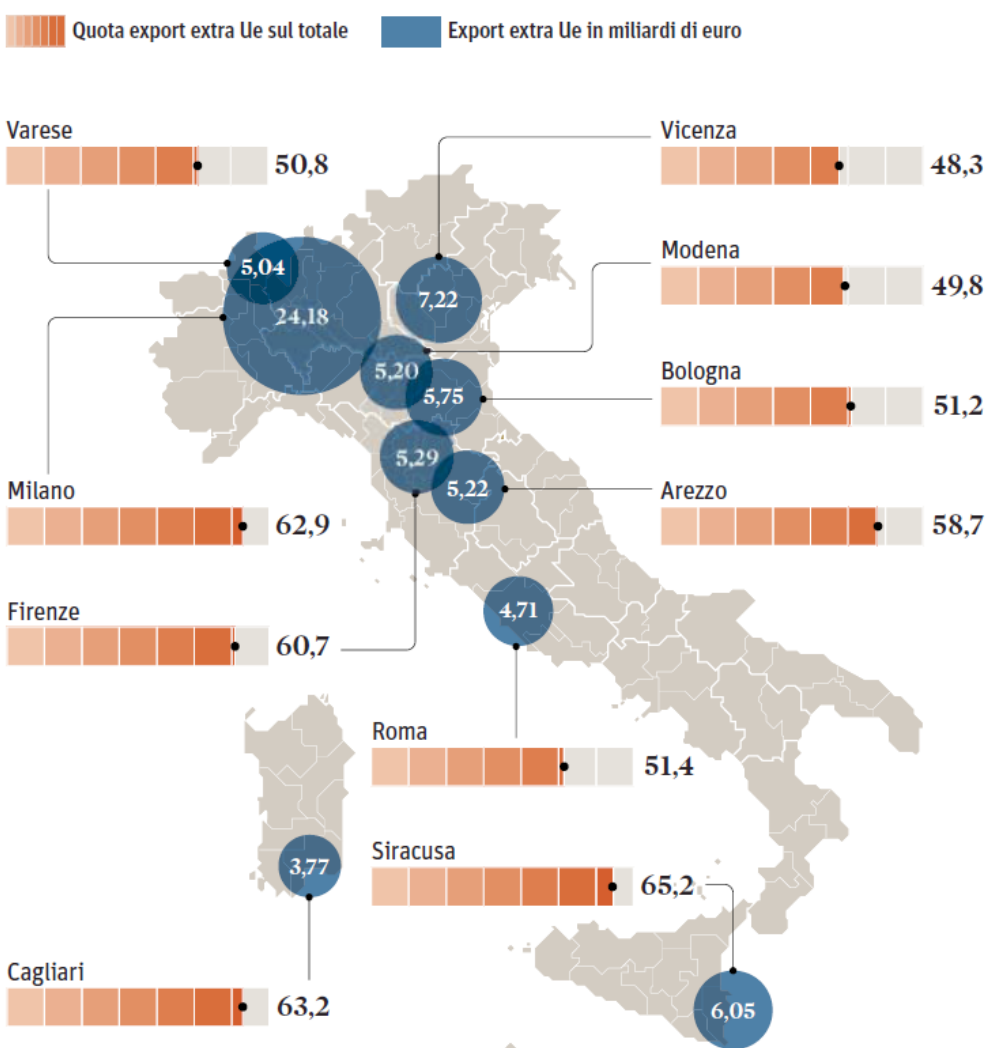 Quota export extra Ue sul totale
Export extra Ue in miliardi di euro
Varese
50,8
Vicenza
48,3
Modena
49,8
5,04
24,18
7,22
5,20
5,75
Bologna
51,2
5,29
5,22
Milano
62,9
Arezzo
58,7
Firenze
60,7
4,71
Roma
51,4
3,77
Siracusa
65,2
Cagliari
63,2
6,05